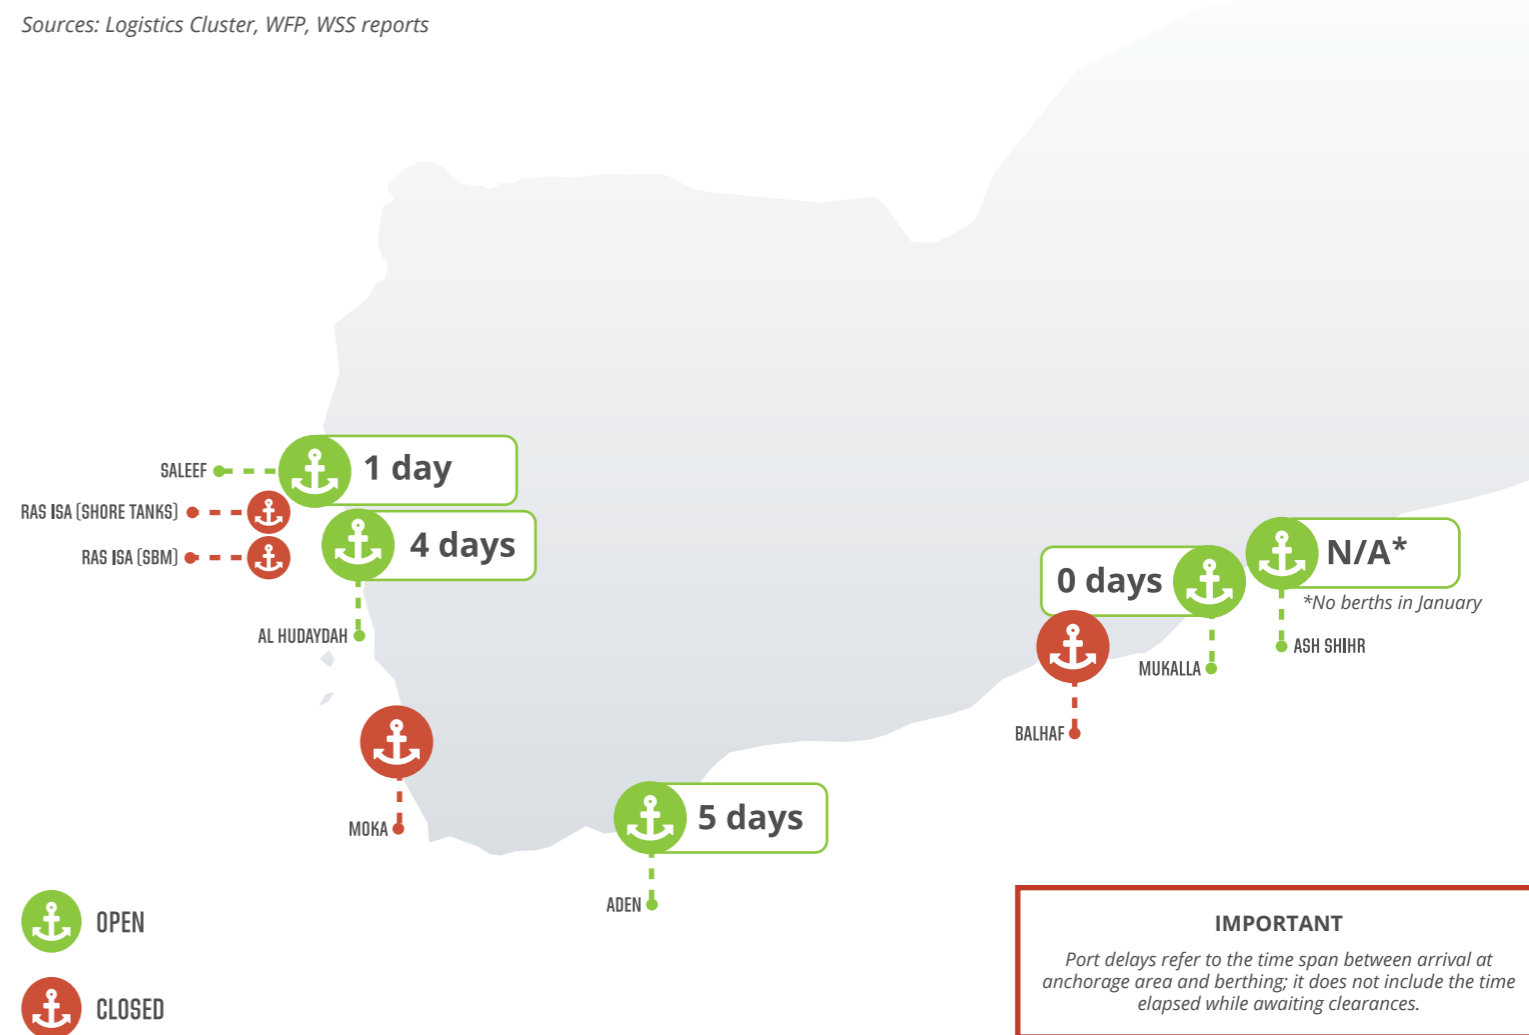 Sources: Logistics Cluster, WFP, WSS reports
SALEEF
1 day
RAS ISA (SHORE TANKS)
RAS ISA (SBM)
4 days
AL HUDAYDAH
0 days
N/A*
*No berths in January
ASH SHIHR
MUKALLA
BALHAF
MOKA
5 days
ADEN
OPEN
CLOSED
IMPORTANT
Port delays refer to the time span between arrival at
anchorage area and berthing; it does not include the time
elapsed while awaiting clearances.